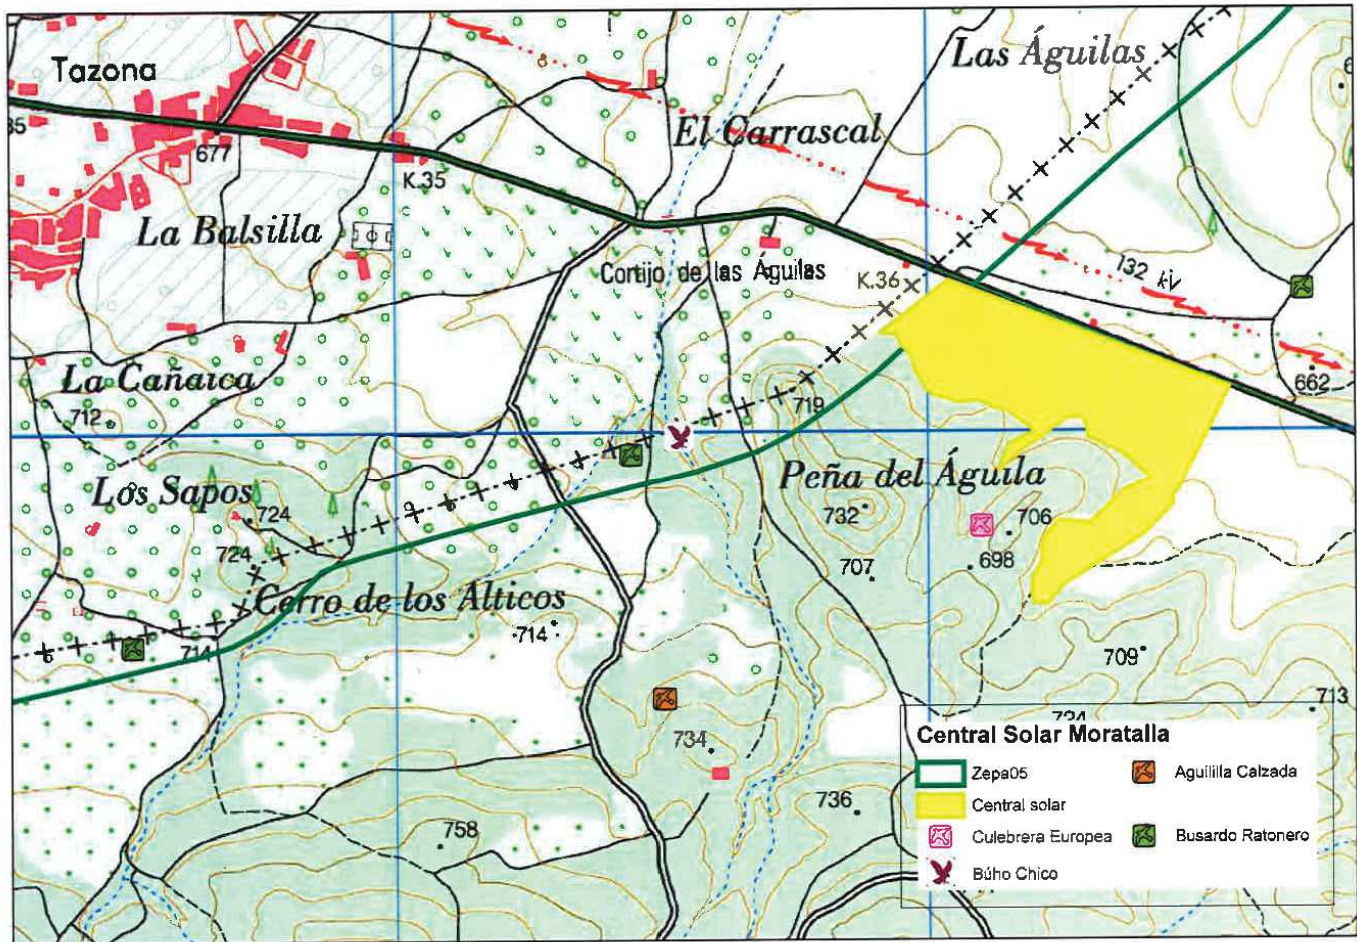 Las Águilas
Tazona
El Carrascal
677
K.35
La Balsilla
Cortijo de las Aguilas
K.36
132 kv
La Cañaica
662
712
719
Los Sapos
Peña del Águila
724
732
706
724
698
707
Cerro de los Alticos
714
714
709
713
734
736
758
Central Solar Moratalla
Zepa05
Aguililla Calzada
Central solar
Culebrera Europea
Busardo Ratonero
Búho Chico